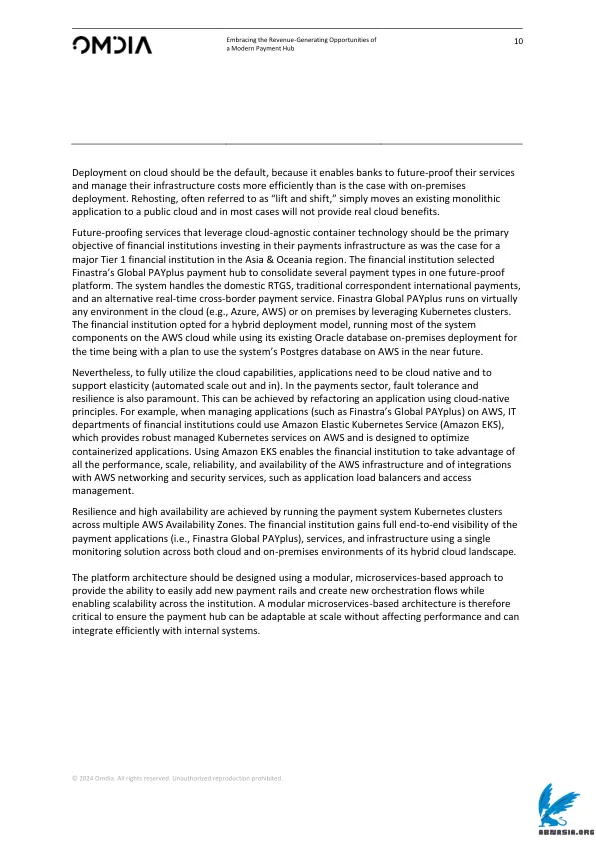 OMDIA
Embracing the Revenue-Generating Opportunities of
a Modern Payment Hub
10
Deployment on cloud should be the default, because it enables banks to future-proof their services
and manage their infrastructure costs more efficiently than is the case with on-premises
deployment. Rehosting, often referred to as “lift and shift,” simply moves an existing monolithic
application to a public cloud and in most cases will not provide real cloud benefits.
Future-proofing services that leverage cloud-agnostic container technology should be the primary
objective of financial institutions investing in their payments infrastructure as was the case for a
major Tier 1 financial institution in the Asia & Oceania region. The financial institution selected
Finastra’s Global PAYplus payment hub to consolidate several payment types in one future-proof
platform. The system handles the domestic RTGS, traditional correspondent international payments,
and an alternative real-time cross-border payment service. Finastra Global PAYplus runs on virtually
any environment in the cloud (e.g., Azure, AWS) or on premises by leveraging Kubernetes clusters.
The financial institution opted for a hybrid deployment model, running most of the system
components on the AWS cloud while using its existing Oracle database on-premises deployment for
the time being with a plan to use the system’s Postgres database on AWS in the near future.
Nevertheless, to fully utilize the cloud capabilities, applications need to be cloud native and to
support elasticity (automated scale out and in). In the payments sector, fault tolerance and
resilience is also paramount. This can be achieved by refactoring an application using cloud-native
principles. For example, when managing applications (such as Finastra’s Global PAYplus) on AWS, IT
departments of financial institutions could use Amazon Elastic Kubernetes Service (Amazon EKS),
which provides robust managed Kubernetes services on AWS and is designed to optimize
containerized applications. Using Amazon EKS enables the financial institution to take advantage of
all the performance, scale, reliability, and availability of the AWS infrastructure and of integrations
with AWS networking and security services, such as application load balancers and access
management.
Resilience and high availability are achieved by running the payment system Kubernetes clusters
across multiple AWS Availability Zones. The financial institution gains full end-to-end visibility of the
payment applications (i.e., Finastra Global PAYplus), services, and infrastructure using a single
monitoring solution across both cloud and on-premises environments of its hybrid cloud landscape.
The platform architecture should be designed using a modular, microservices-based approach to
provide the ability to easily add new payment rails and create new orchestration flows while
enabling scalability across the institution. A modular microservices-based architecture is therefore
critical to ensure the payment hub can be adaptable at scale without affecting performance and can
integrate efficiently with internal systems.
© 2024 Omdia. All rights reserved. Unauthorized reproduction prohibited.
ABNASIA.ORG